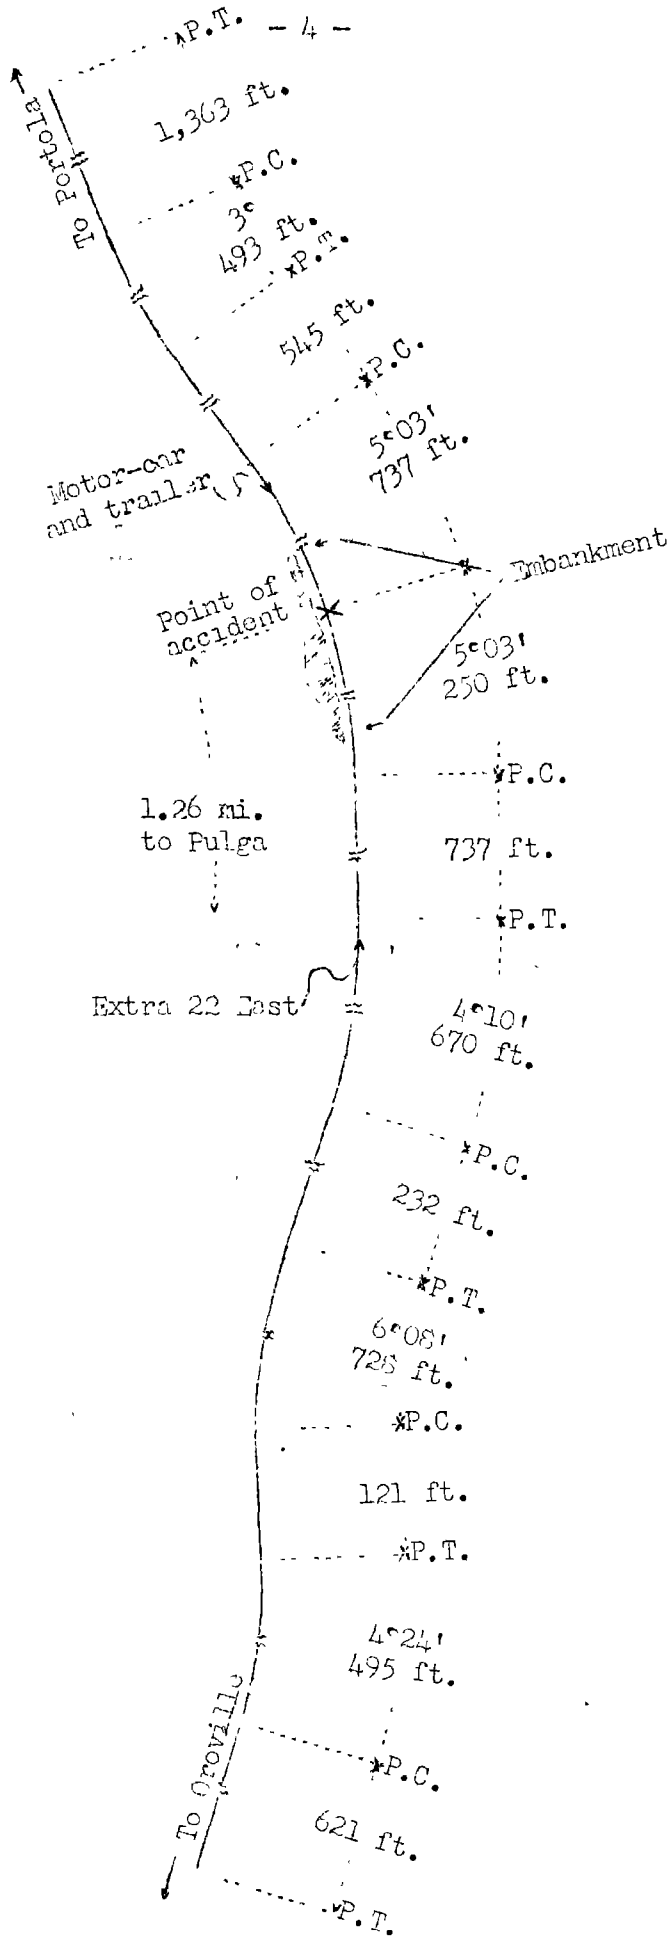 P.T. - 4 -
1,363 ft.
To Portola
P.C.
3°
493 ft.
P.T.
545 ft.
P.C.
5°03'
737 ft.
Motor-car
and trailer
Embankment
Point of
accident
5°03'
250 ft.
P.C.
1.26 mi.
to Pulga
737 ft.
P.T.
Extra 22 East
4°10'
670 ft.
P.C.
232 ft.
P.T.
6°08'
728 ft.
P.C.
121 ft.
P.T.
4°24'
495 ft.
To Oroville
P.C.
621 ft.
P.T.